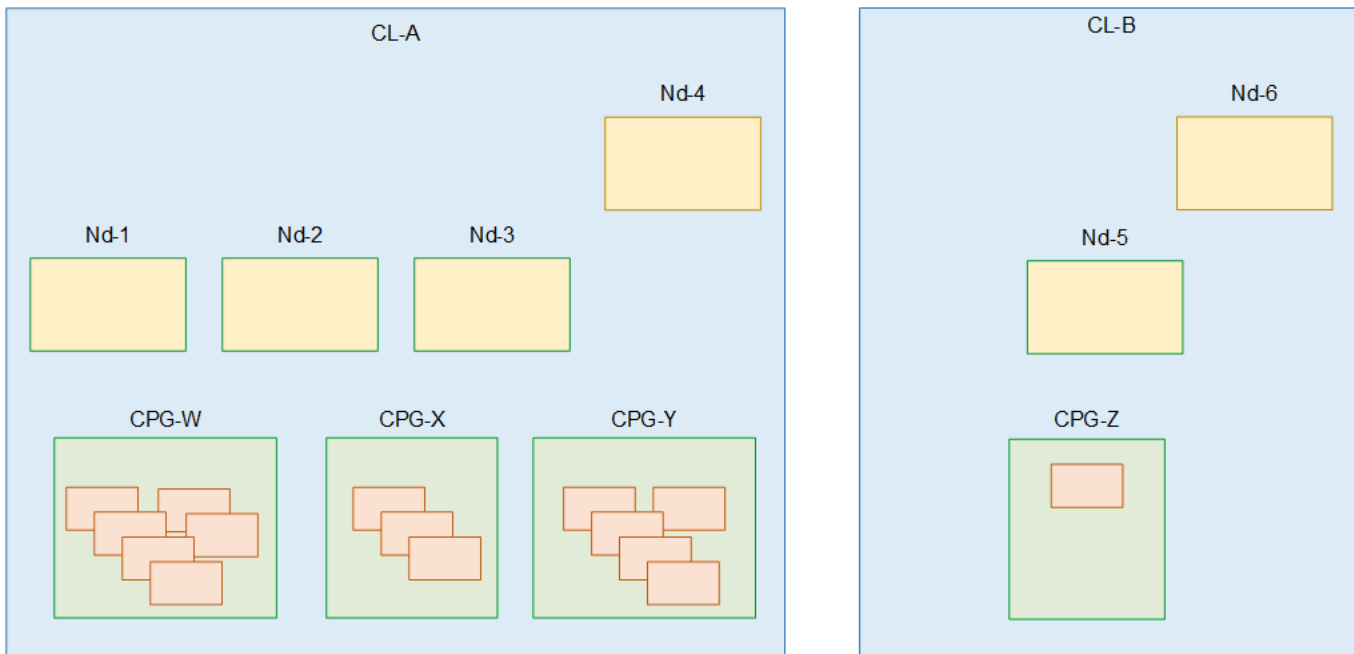 CL-A
Nd-4
Nd-1
Nd-2
Nd-3
CPG-W
CPG-X
CPG-Y
CL-B
Nd-6
Nd-5
CPG-Z